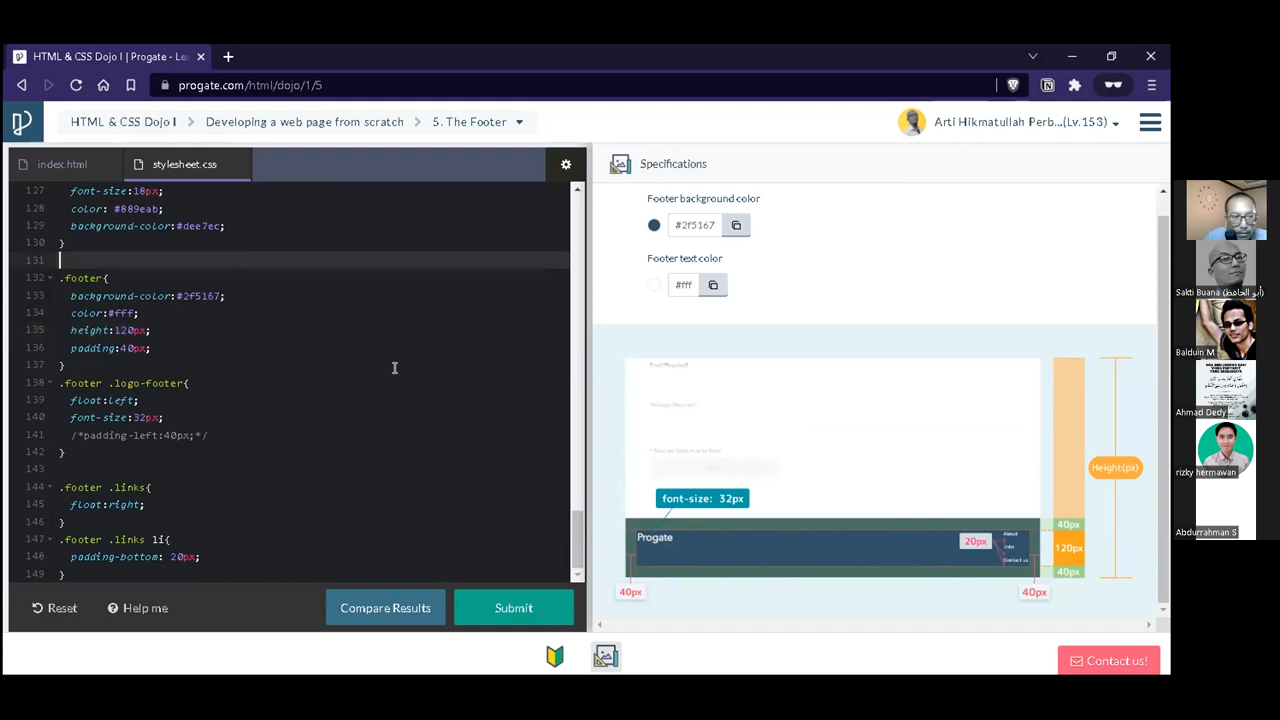 HTML & CSS Dojo I | Progate - Le
progate.com/html/dojo/1/5
HTML & CSS Dojo I
Developing a web page from scratch
5. The Footer
Arti Hikmatullah Perb...(Lv.153)
index.html
stylesheet.css
127 font-size:18px;
128 color: #889eab;
129 background-color:#dee7ec;
130 }
131
132 .footer{
133 background-color:#2f5167;
134 color:#fff;
135 height:120px;
136 padding:40px;
137 }
138 .footer .logo-footer{
139 float:left;
140 font-size:32px;
141 /*padding-left:40px;*/
142 }
143
144 .footer .links{
145 float:right;
146 }
147 .footer .links li{
148 padding-bottom: 20px;
149 }
Reset
Help me
Compare Results
Submit
Specifications
Footer background color
#2f5167
Footer text color
#fff
font-size: 32px
Progate
20px
About
Jobs
Contact us
40px
120px
40px
Height(px)
40px
40px
Contact us!
Sakti Buana (أبو الحافظ)
Balduin M
Ahmad Dedy
rizky hermawan
Abdurrahman S